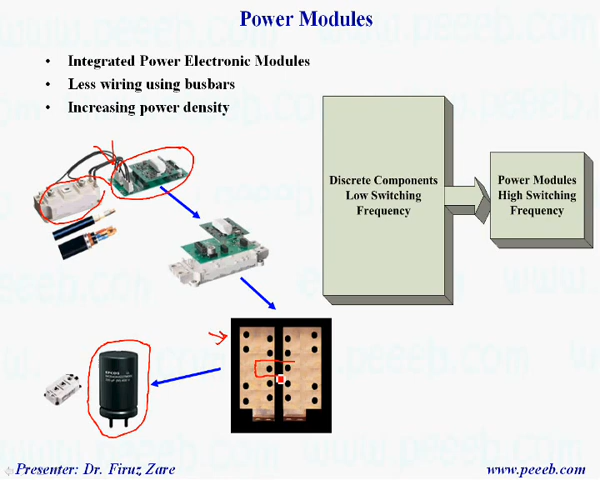 Power Modules
• Integrated Power Electronic Modules
• Less wiring using busbars
• Increasing power density
Discrete Components
Low Switching
Frequency
Power Modules
High Switching
Frequency
Presenter: Dr. Firuz Zare
www.peeeb.com